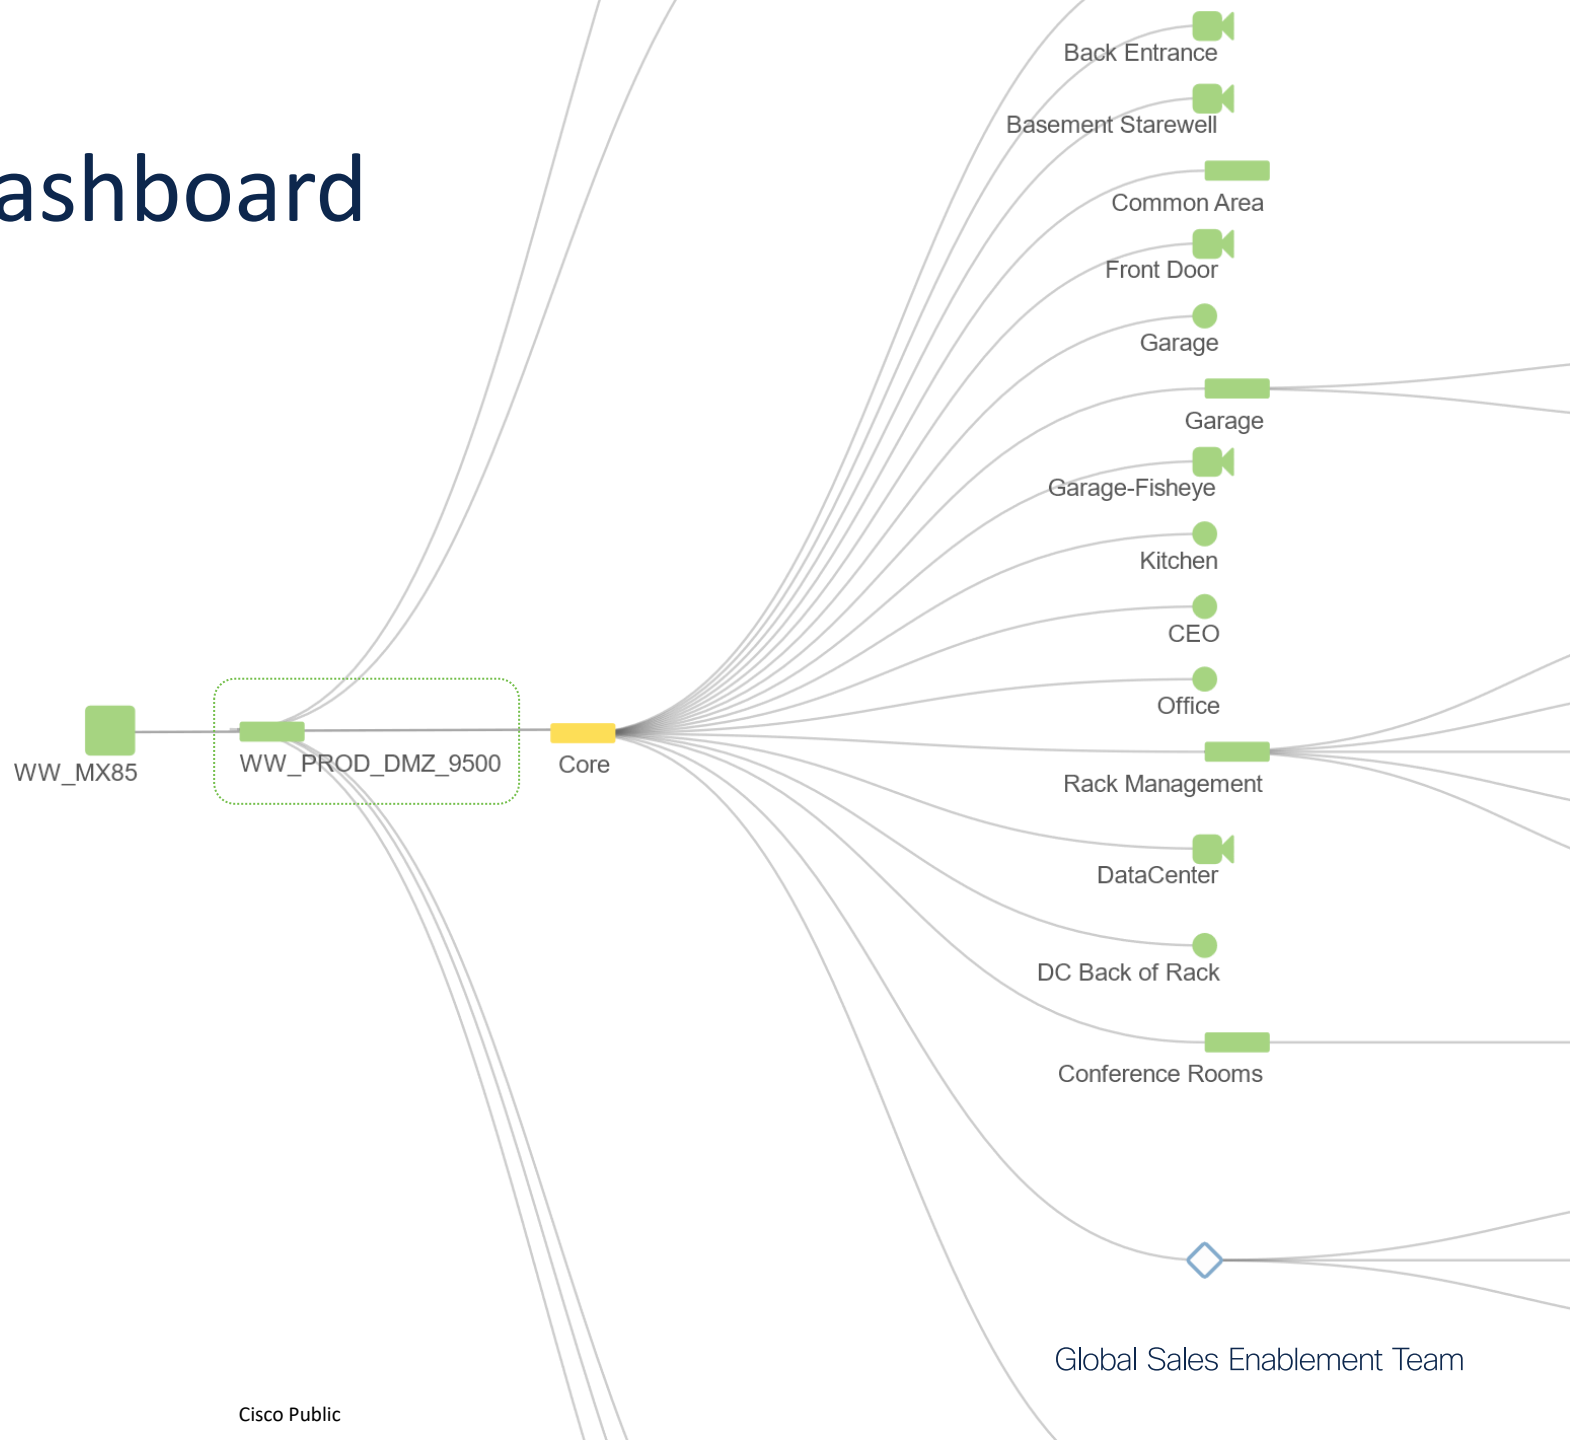 ashboard
Back Entrance
Basement Starewell
Common Area
Front Door
Garage
Garage
Garage-Fisheye
Kitchen
CEO
Office
WW_MX85
WW_PROD_DMZ_9500
Core
Rack Management
DataCenter
DC Back of Rack
Conference Rooms
Global Sales Enablement Team
Cisco Public